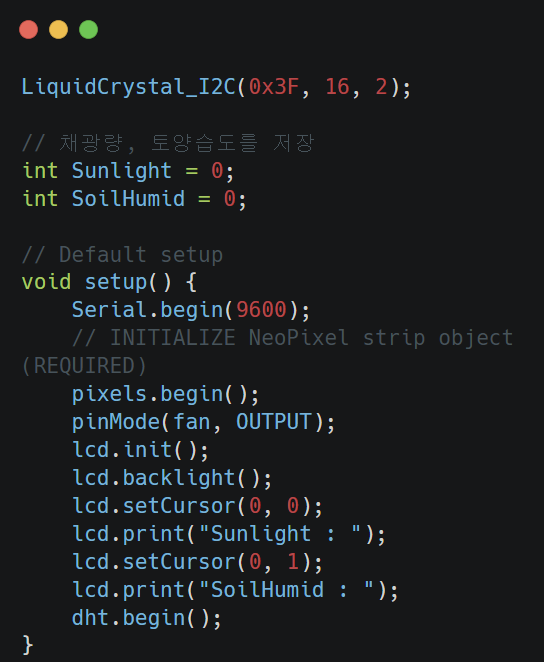 LiquidCrystal_I2C(0x3F, 16, 2);
// 채광량, 토양습도를 저장
int Sunlight = 0;
int SoilHumid = 0;
// Default setup
void setup() {
    Serial.begin(9600);
    // INITIALIZE NeoPixel strip object
(REQUIRED)
    pixels.begin();
    pinMode(fan, OUTPUT);
    lcd.init();
    lcd.backlight();
    lcd.setCursor(0, 0);
    lcd.print("Sunlight : ");
    lcd.setCursor(0, 1);
    lcd.print("SoilHumid : ");
    dht.begin();
}